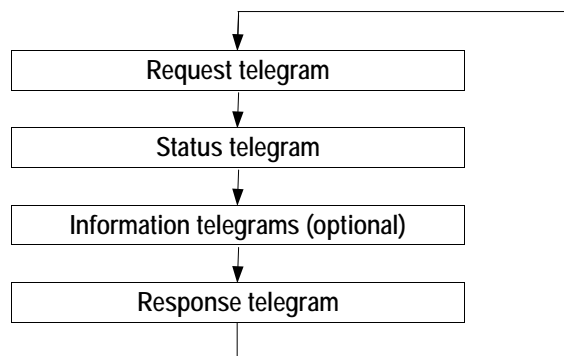 Request telegram
Status telegram
Information telegrams (optional)
Response telegram